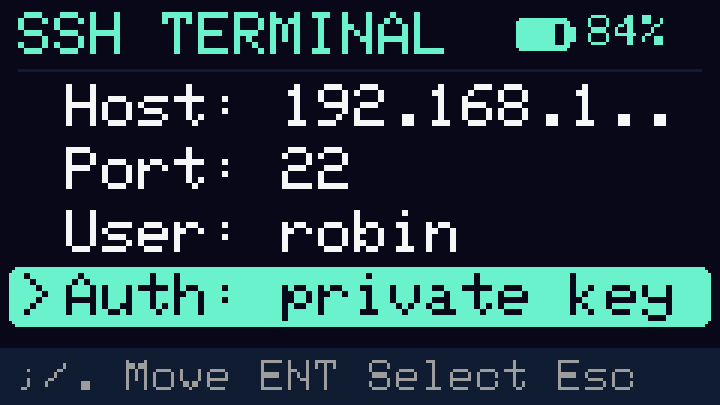 SSH TERMINAL 84%
Host: 192.168.1..
Port: 22
User: robin
>Auth: private key
;/. Move ENT Select Esc